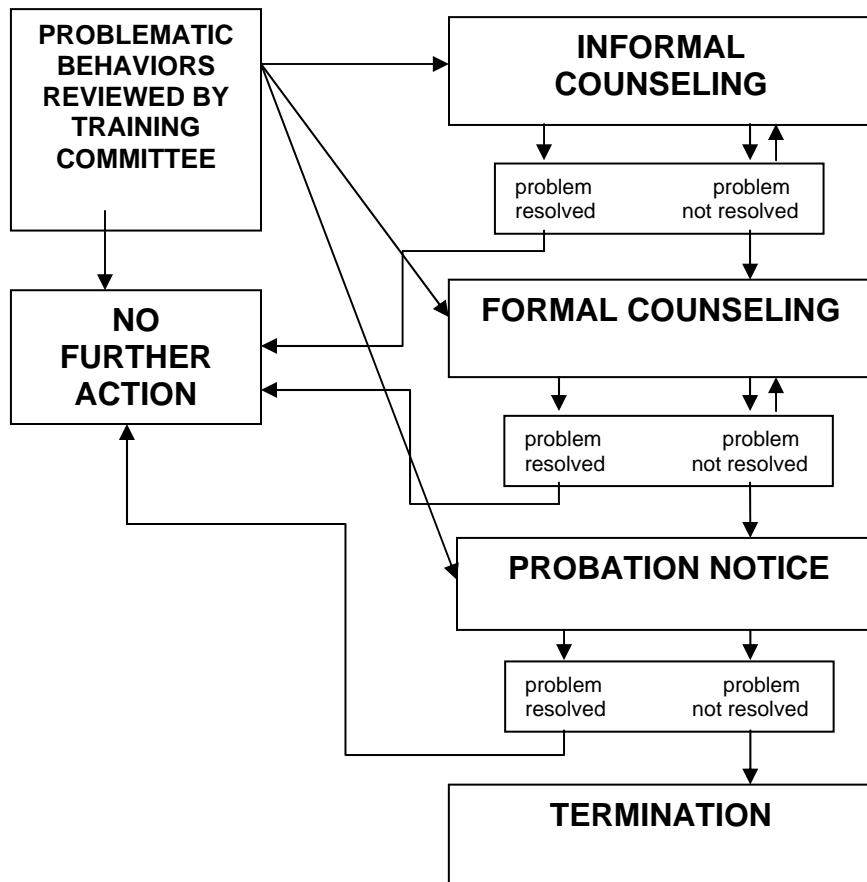 PROBLEMATIC
BEHAVIORS
REVIEWED BY
TRAINING
COMMITTEE
INFORMAL
COUNSELING
problem
resolved
problem
not resolved
NO
FURTHER
ACTION
FORMAL COUNSELING
problem
resolved
problem
not resolved
PROBATION NOTICE
problem
resolved
problem
not resolved
TERMINATION